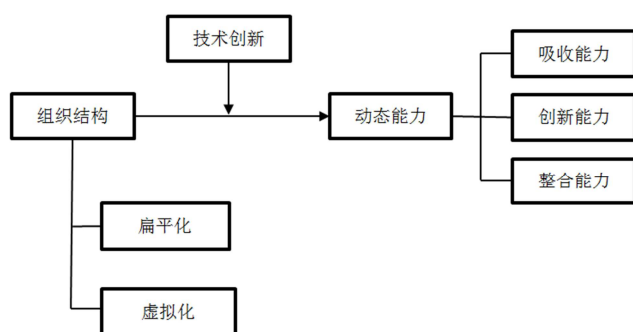 技术创新
吸收能力
组织结构
动态能力
创新能力
整合能力
扁平化
虚拟化